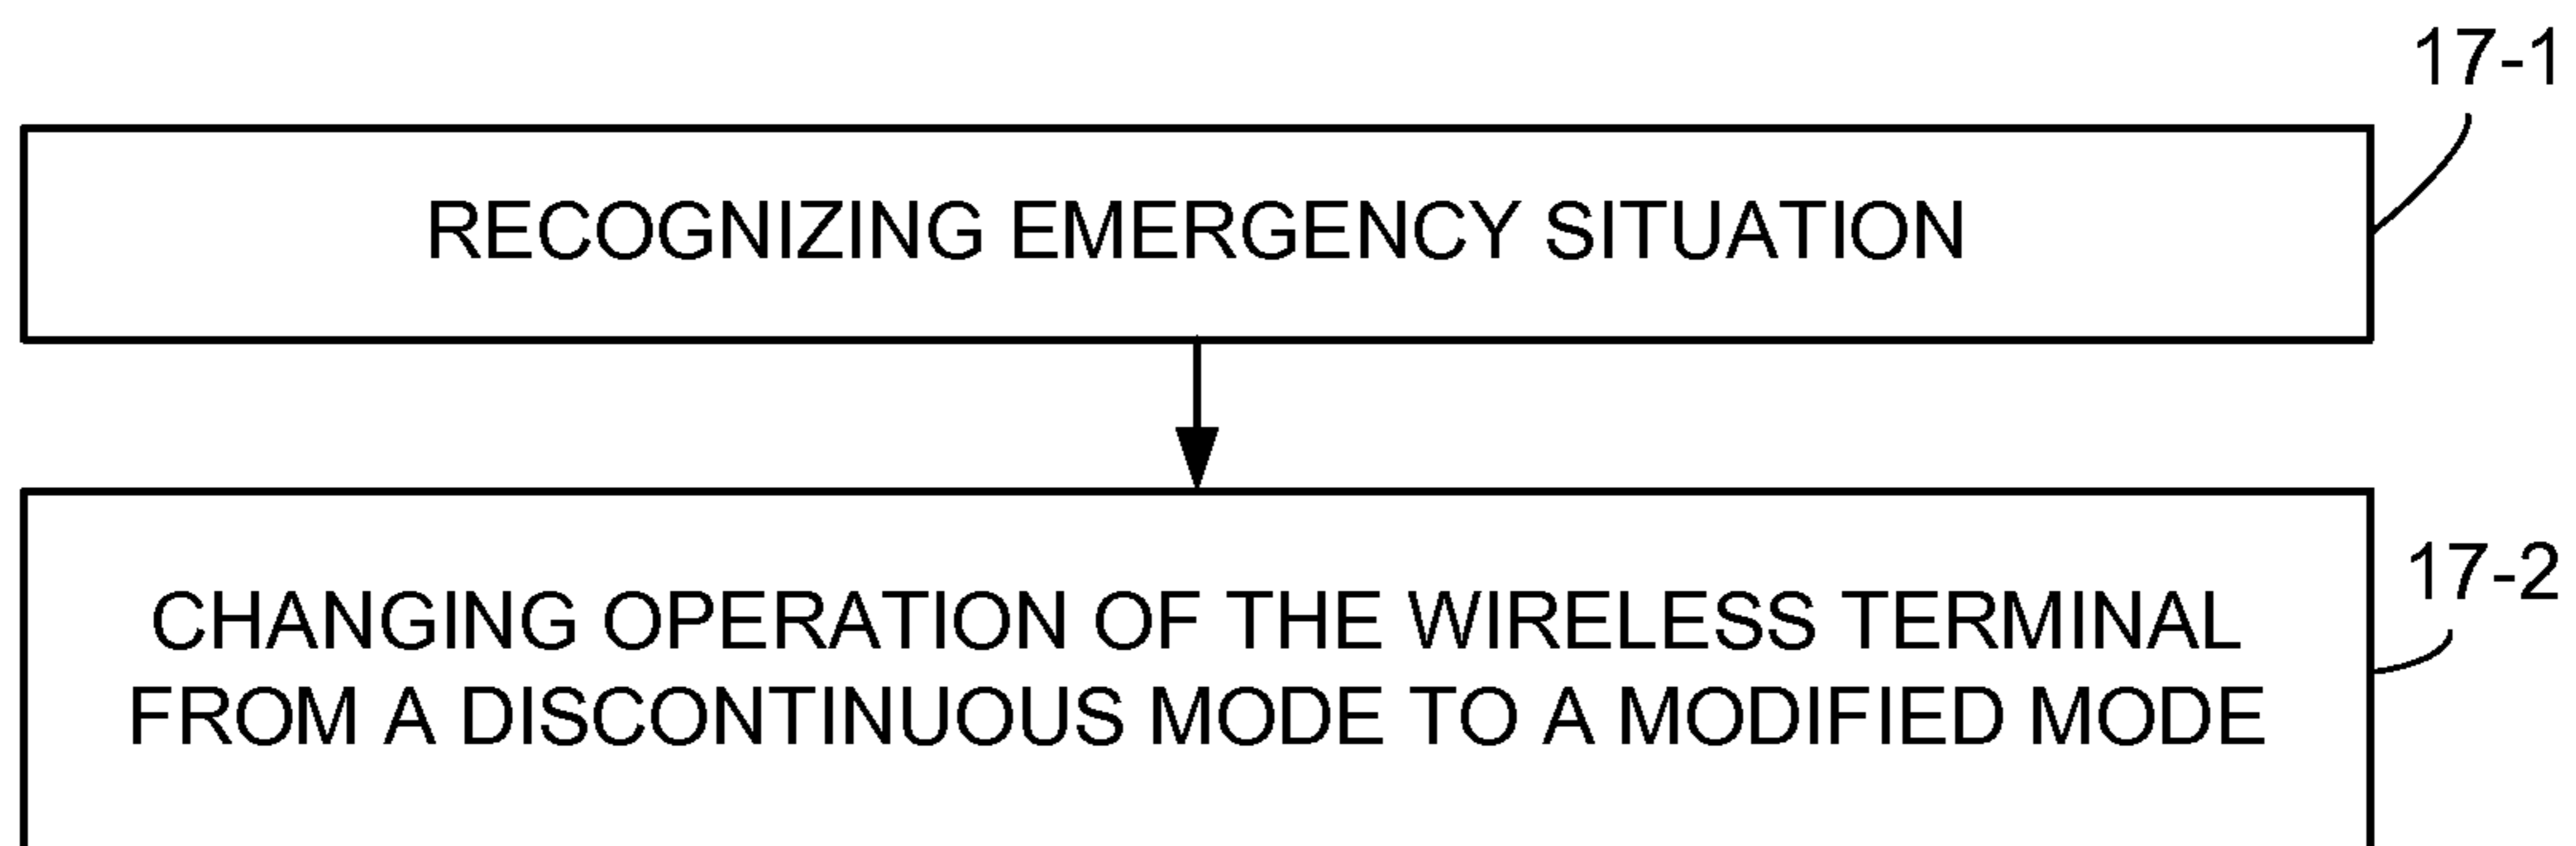 17-1
RECOGNIZING EMERGENCY SITUATION
17-2
CHANGING OPERATION OF THE WIRELESS TERMINAL
FROM A DISCONTINUOUS MODE TO A MODIFIED MODE